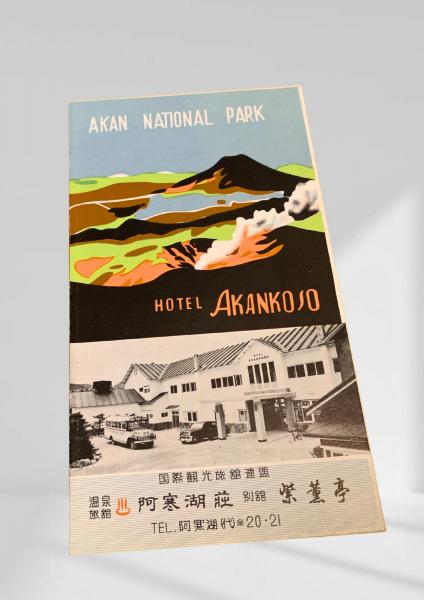 AKAN NATIONAL PARK
HOTEL AKANKOSO
国際観光旅館連盟
温泉旅館 ♨ 阿寒湖荘 別館 紫薫亭
TEL.阿寒湖(代)※20・21